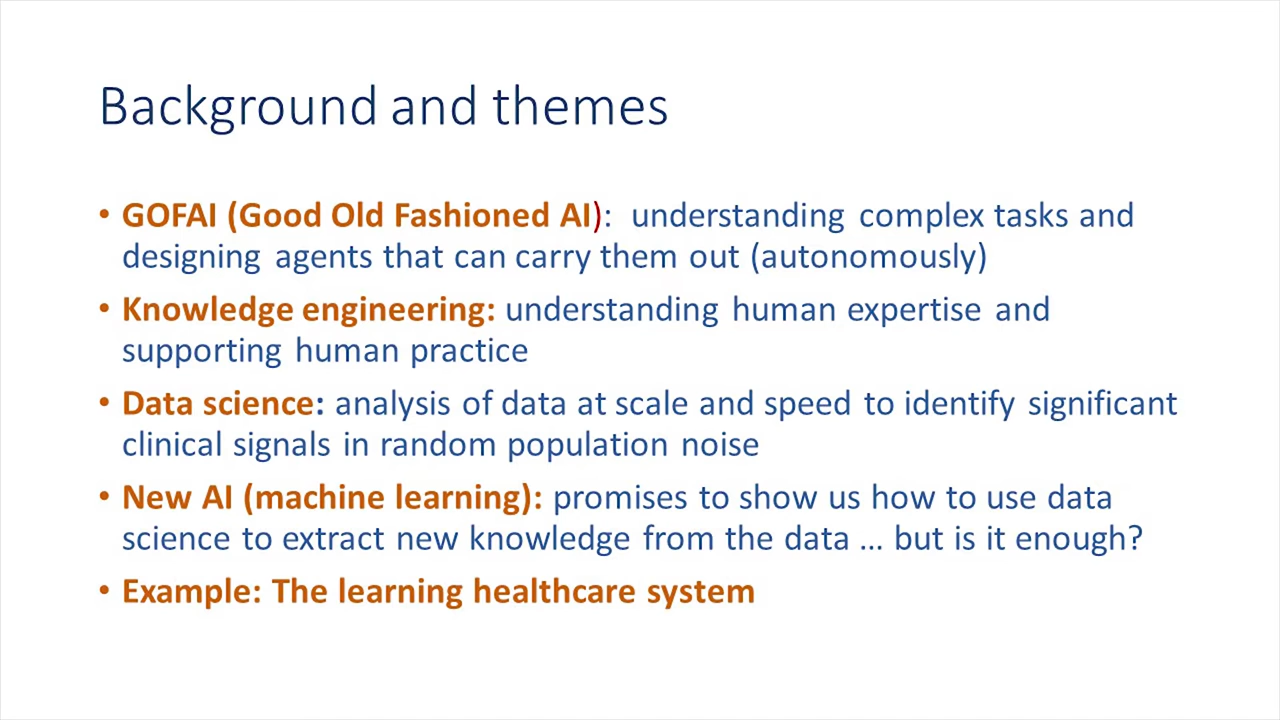 Background and themes
• GOFAI (Good Old Fashioned AI): understanding complex tasks and
designing agents that can carry them out (autonomously)
• Knowledge engineering: understanding human expertise and
supporting human practice
• Data science: analysis of data at scale and speed to identify significant
clinical signals in random population noise
• New AI (machine learning): promises to show us how to use data
science to extract new knowledge from the data ... but is it enough?
• Example: The learning healthcare system